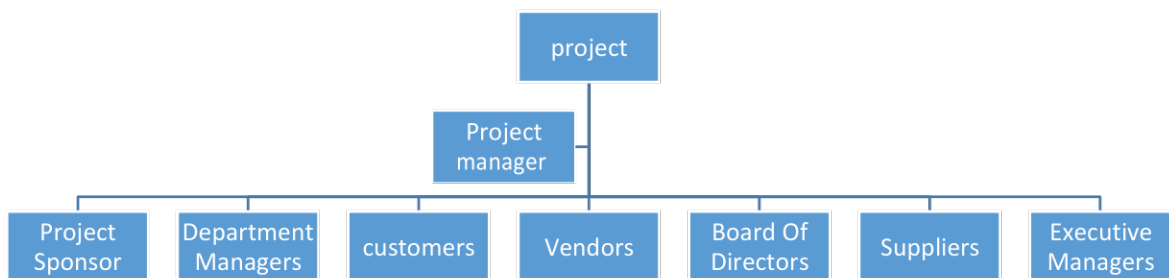 project
Project
manager
Project
Sponsor
Department
Managers
customers
Vendors
Board Of
Directors
Suppliers
Executive
Managers